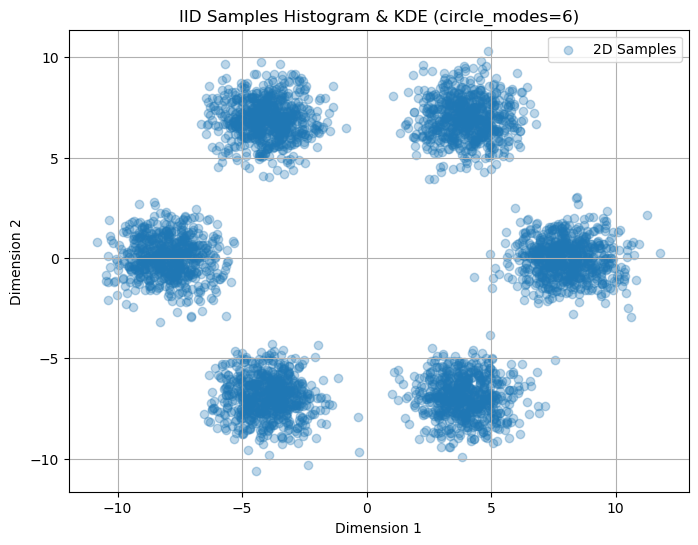 IID Samples Histogram & KDE (circle_modes=6)
2D Samples
10
5
0
−5
−10
Dimension 2
−10 −5 0 5 10
Dimension 1